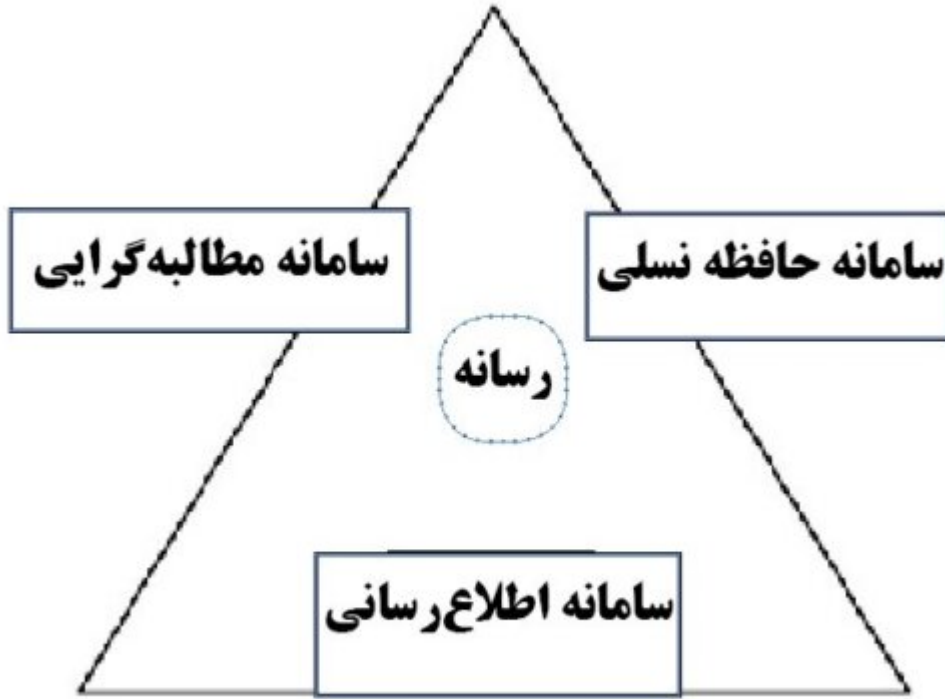 سامانه حافظه نسلی
سامانه مطالبه‌گرایی
رسانه
سامانه اطلاع‌رسانی